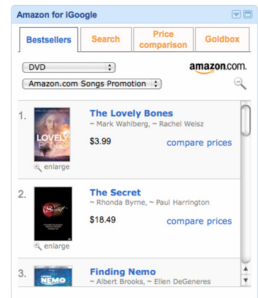 Amazon for iGoogle
Bestsellers
Search
Price comparison
Goldbox
DVD
amazon.com.
Amazon.com Songs Promotion
1.
The Lovely Bones
~ Mark Wahlberg, ~ Rachel Weisz
$3.99
compare prices
LOVELY
enlarge
2.
The Secret
~ Rhonda Byrne, ~ Paul Harrington
$18.49
compare prices
enlarge
3.
Finding Nemo
~ Albert Brooks, ~ Ellen DeGeneres
NEMO